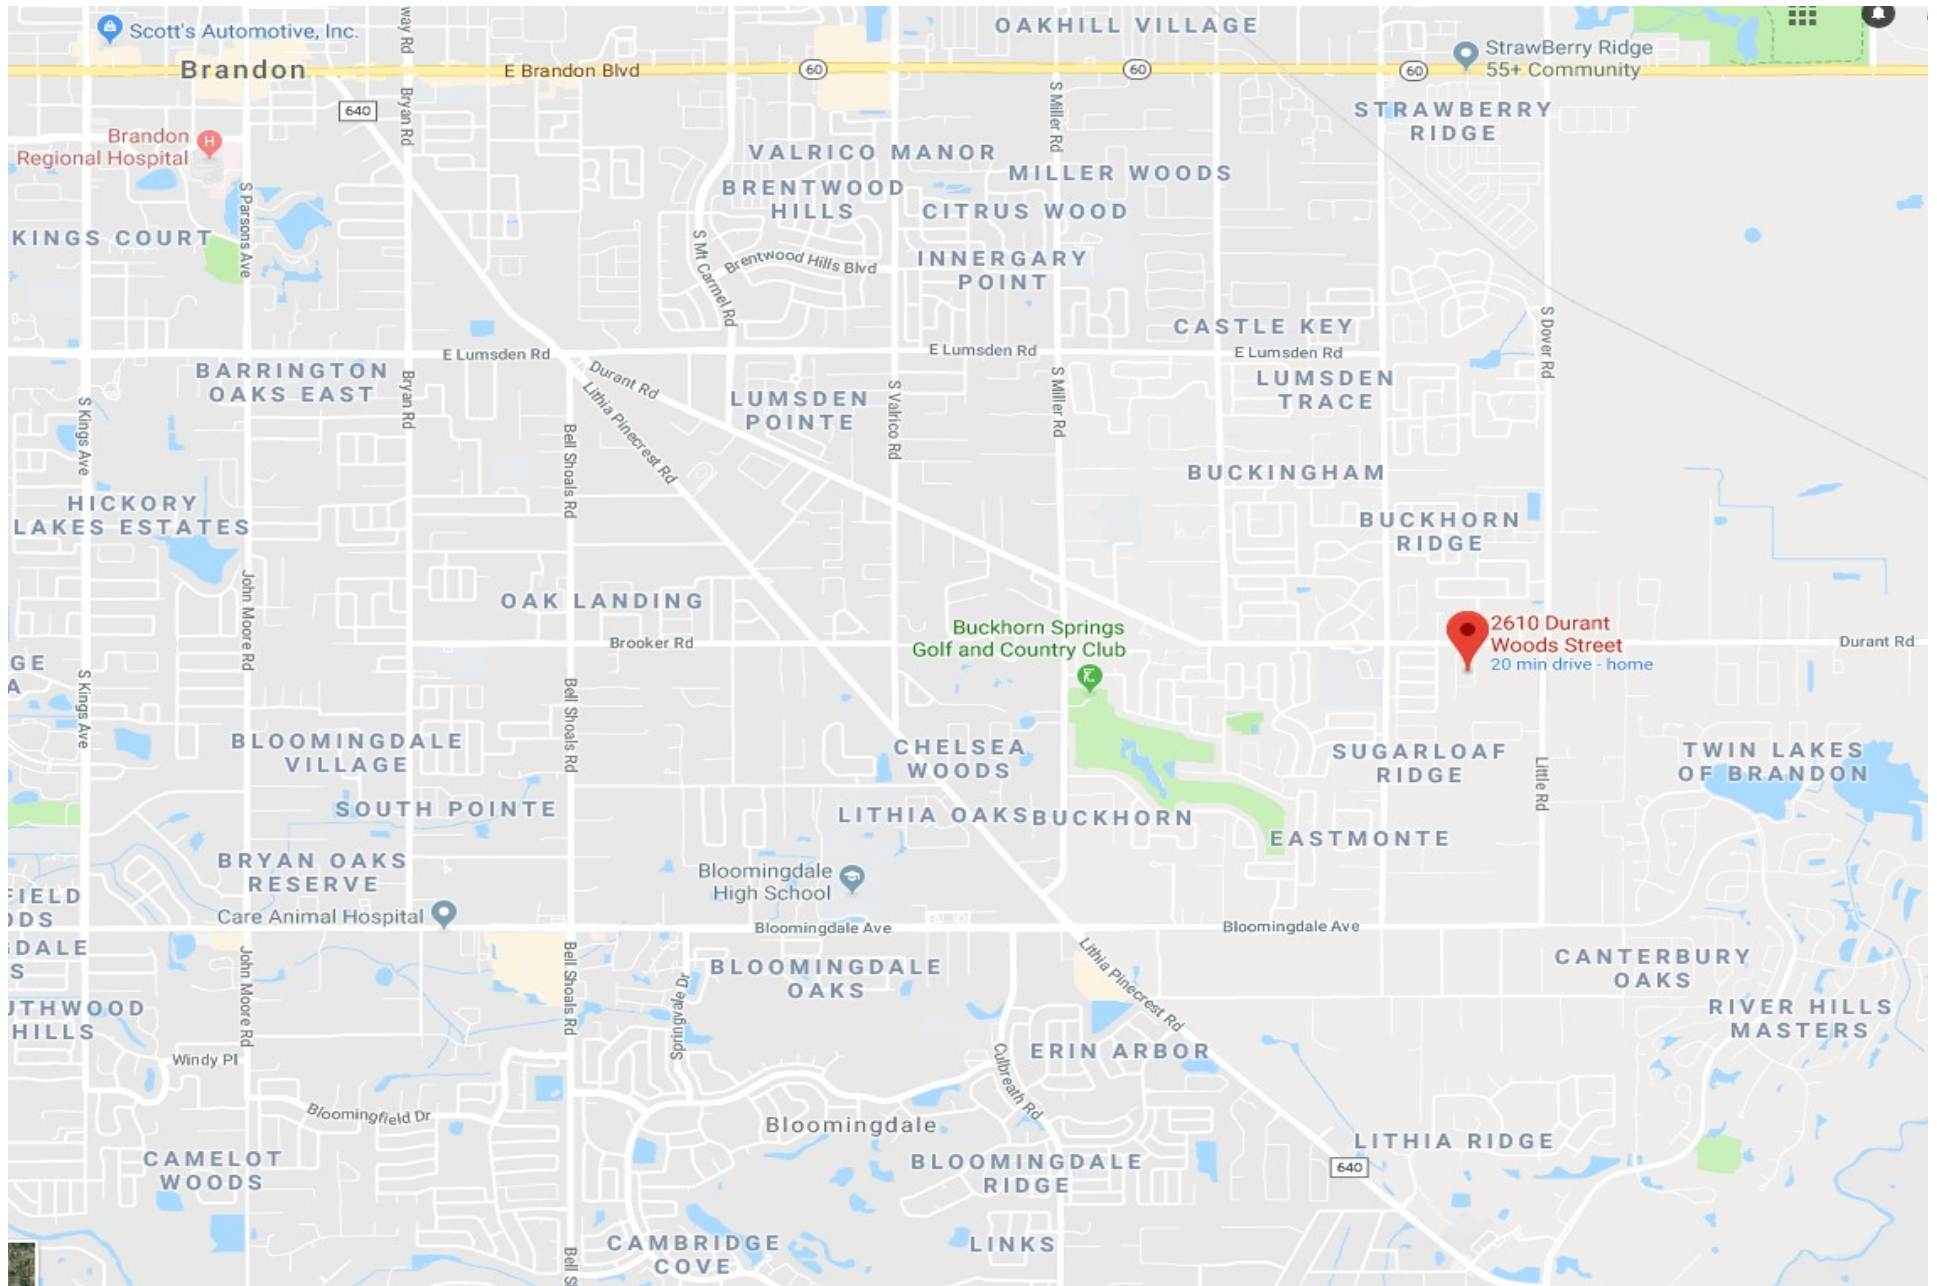 OAKHILL VILLAGE
Scott's Automotive, Inc.
way Rd
StrawBerry Ridge
55+ Community
Brandon
E Brandon Blvd
60
60
60
640
Bryan Rd
S Miller Rd
STRAWBERRY
RIDGE
Brandon
Regional Hospital
H
VALRICO MANOR
MILLER WOODS
BRENTWOOD
HILLS
CITRUS WOOD
S Parsons Ave
KINGS COURT
S Mt Carmel Rd
Brentwood Hills Blvd
INNERGARY
POINT
CASTLE KEY
S Dover Rd
E Lumsden Rd
E Lumsden Rd
E Lumsden Rd
BARRINGTON
OAKS EAST
Bryan Rd
Durant Rd
Lithia Pinecrest Rd
LUMSDEN
POINTE
S Valrico Rd
S Miller Rd
LUMSDEN
TRACE
S Kings Ave
Bell Shoals Rd
BUCKINGHAM
HICKORY
LAKES ESTATES
BUCKHORN
RIDGE
John Moore Rd
OAK LANDING
Brooker Rd
Buckhorn Springs
Golf and Country Club
2610 Durant
Woods Street
20 min drive - home
Durant Rd
GE
A
S Kings Ave
Bell Shoals Rd
BLOOMINGDALE
VILLAGE
CHELSEA
WOODS
SUGARLOAF
RIDGE
Little Rd
TWIN LAKES
OF BRANDON
SOUTH POINTE
LITHIA OAKS
BUCKHORN
EASTMONTE
BRYAN OAKS
RESERVE
Bloomingdale
High School
FIELD
ODS
Care Animal Hospital
Bloomingdale Ave
Bloomingdale Ave
GDALE
S
John Moore Rd
Bell Shoals Rd
Springvale Dr
BLOOMINGDALE
OAKS
Lithia Pinecrest Rd
CANTERBURY
OAKS
UTHWOOD
HILLS
RIVER HILLS
MASTERS
Windy Pl
Culbreath Rd
ERIN ARBOR
Bloomingfield Dr
Bloomingdale
LITHIA RIDGE
CAMELOT
WOODS
BLOOMINGDALE
RIDGE
640
CAMBRIDGE
COVE
LINKS
Bell S